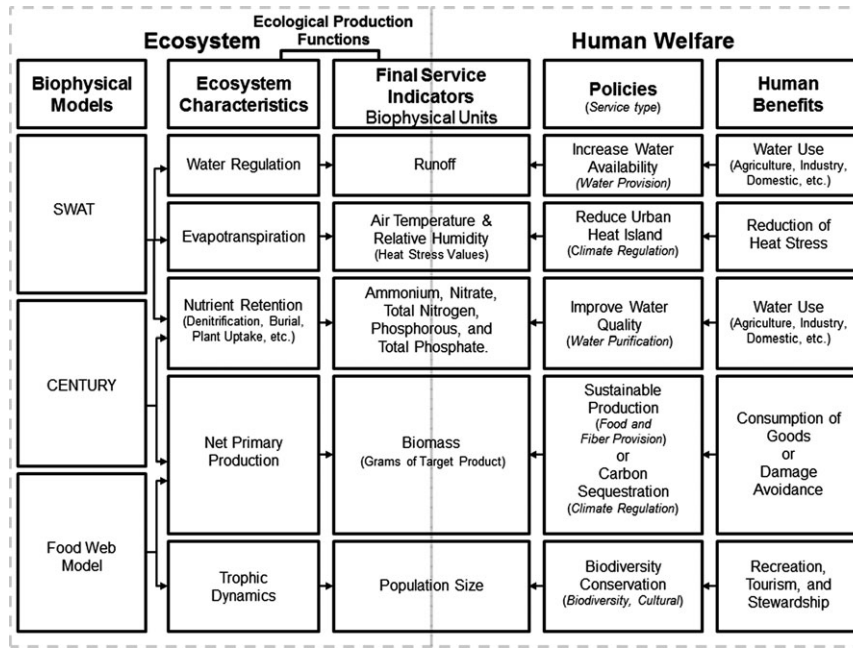 Ecosystem
Ecological Production
Functions
Human Welfare
Biophysical
Models
Ecosystem
Characteristics
Final Service
Indicators
Biophysical Units
Policies
(Service type)
Human
Benefits
SWAT
CENTURY
Food Web
Model
Water Regulation
Runoff
Increase Water
Availability
(Water Provision)
Water Use
(Agriculture, Industry,
Domestic, etc.)
Evapotranspiration
Air Temperature &
Relative Humidity
(Heat Stress Values)
Reduce Urban
Heat Island
(Climate Regulation)
Reduction of
Heat Stress
Nutrient Retention
(Denitrification, Burial,
Plant Uptake, etc.)
Ammonium, Nitrate,
Total Nitrogen,
Phosphorous, and
Total Phosphate.
Improve Water
Quality
(Water Purification)
Water Use
(Agriculture, Industry,
Domestic, etc.)
Net Primary
Production
Biomass
(Grams of Target Product)
Sustainable
Production
(Food and
Fiber Provision)
or
Carbon
Sequestration
(Climate Regulation)
Consumption of
Goods
or
Damage
Avoidance
Trophic
Dynamics
Population Size
Biodiversity
Conservation
(Biodiversity, Cultural)
Recreation,
Tourism, and
Stewardship